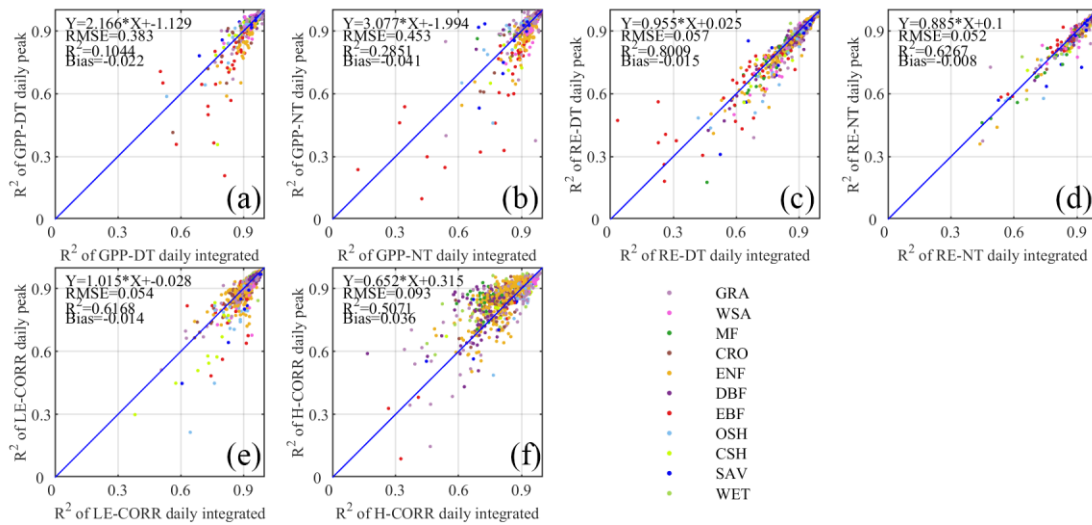 Y=2.166*X+-1.129
RMSE=0.383
R²=0.1044
Bias=-0.022
0.9
0.6
0.3
0
0
0.3
0.6
0.9
R² of GPP-DT daily peak
R² of GPP-DT daily integrated
(a)
Y=3.077*X+-1.994
RMSE=0.453
R²=0.2851
Bias=-0.041
0.9
0.6
0.3
0
0
0.3
0.6
0.9
R² of GPP-NT daily peak
R² of GPP-NT daily integrated
(b)
Y=0.955*X+0.025
RMSE=0.057
R²=0.8009
Bias=-0.015
0.9
0.6
0.3
0
0
0.3
0.6
0.9
R² of RE-DT daily peak
R² of RE-DT daily integrated
(c)
Y=0.885*X+0.1
RMSE=0.052
R²=0.6267
Bias=-0.008
0.9
0.6
0.3
0
0
0.3
0.6
0.9
R² of RE-NT daily peak
R² of RE-NT daily integrated
(d)
Y=1.015*X+-0.028
RMSE=0.054
R²=0.6168
Bias=-0.014
0.9
0.6
0.3
0
0
0.3
0.6
0.9
R² of LE-CORR daily peak
R² of LE-CORR daily integrated
(e)
Y=0.652*X+0.315
RMSE=0.093
R²=0.5071
Bias=0.036
0.9
0.6
0.3
0
0
0.3
0.6
0.9
R² of H-CORR daily peak
R² of H-CORR daily integrated
(f)
GRA
WSA
MF
CRO
ENF
DBF
EBF
OSH
CSH
SAV
WET